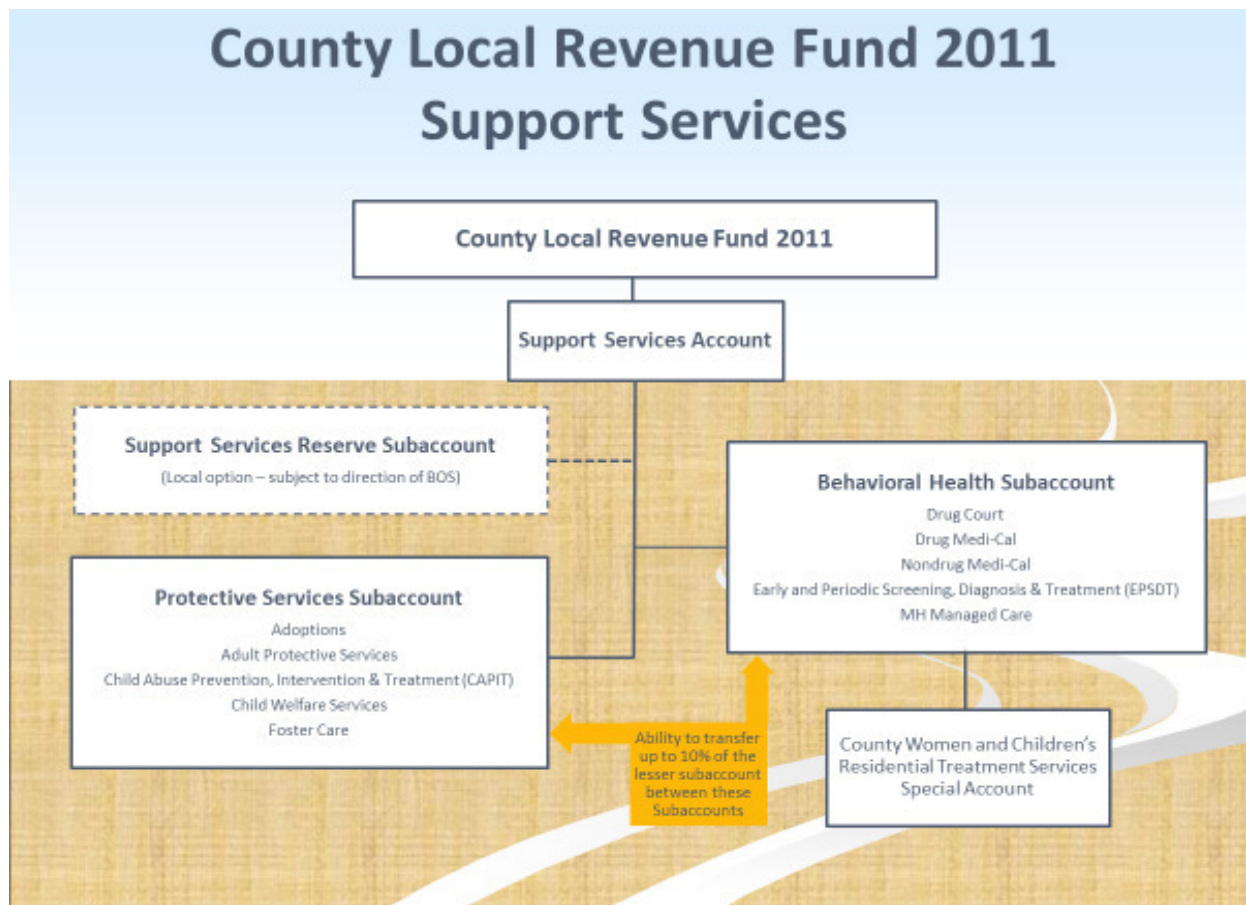 County Local Revenue Fund 2011
Support Services
County Local Revenue Fund 2011
Support Services Account
Support Services Reserve Subaccount
(Local option – subject to direction of BOS)
Behavioral Health Subaccount
Drug Court
Drug Medi-Cal
Nondrug Medi-Cal
Early and Periodic Screening, Diagnosis & Treatment (EPSDT)
MH Managed Care
Protective Services Subaccount
Adoptions
Adult Protective Services
Child Abuse Prevention, Intervention & Treatment (CAPIT)
Child Welfare Services
Foster Care
Ability to transfer
up to 10% of the
lesser subaccount
between these
Subaccounts
County Women and Children's
Residential Treatment Services
Special Account